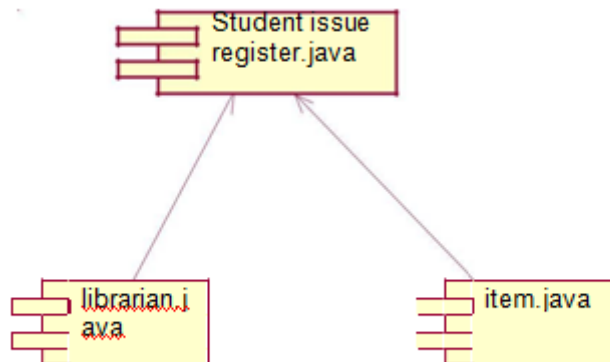 Student issue
register.java
librarian.j
ava
item.java